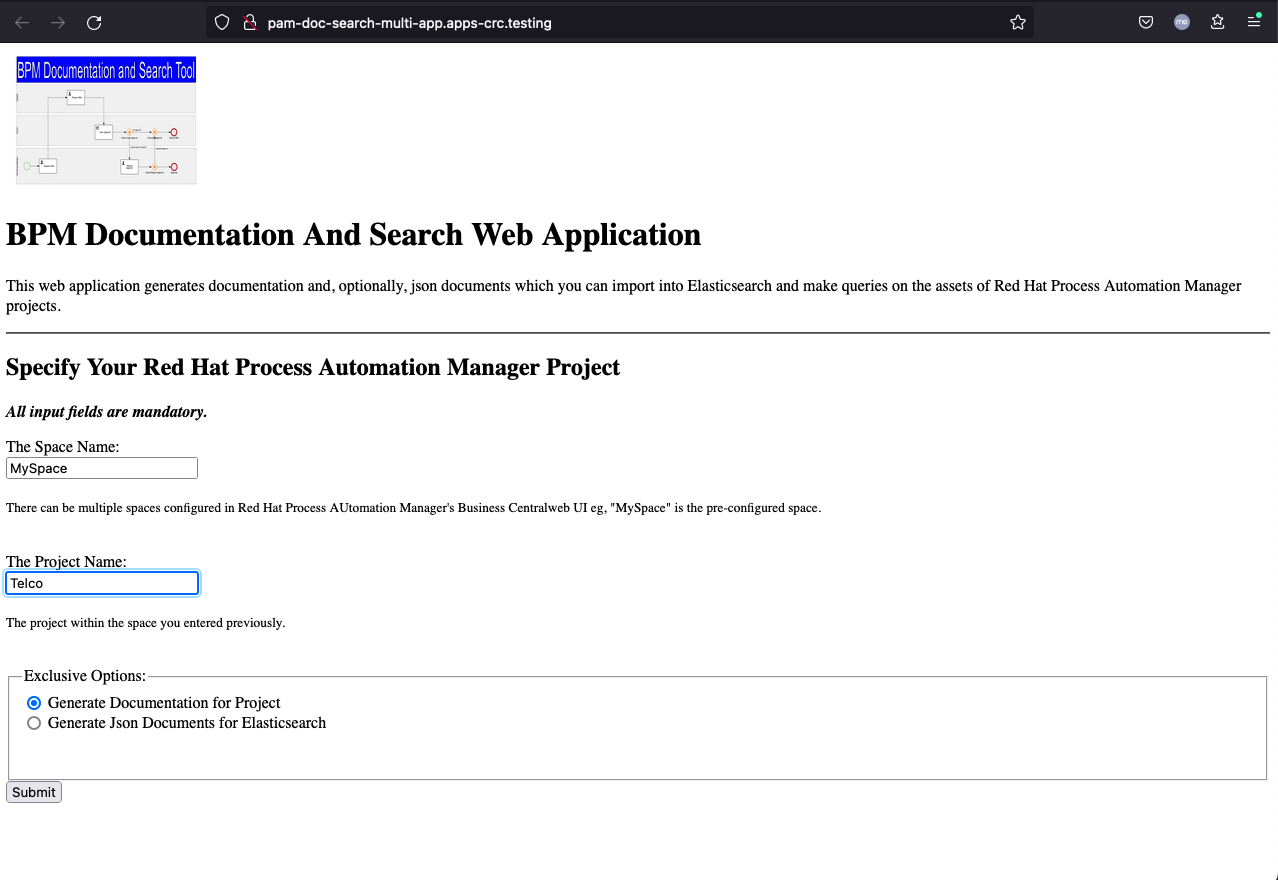 pam-doc-search-multi-app.apps-crc.testing
me
BPM Documentation and Search Tool
BPM Documentation And Search Web Application
This web application generates documentation and, optionally, json documents which you can import into Elasticsearch and make queries on the assets of Red Hat Process Automation Manager
projects.
Specify Your Red Hat Process Automation Manager Project
All input fields are mandatory.
The Space Name:
MySpace
There can be multiple spaces configured in Red Hat Process AUtomation Manager's Business Centralweb UI eg, "MySpace" is the pre-configured space.
The Project Name:
Telco
The project within the space you entered previously.
Exclusive Options:
Generate Documentation for Project
Generate Json Documents for Elasticsearch
Submit